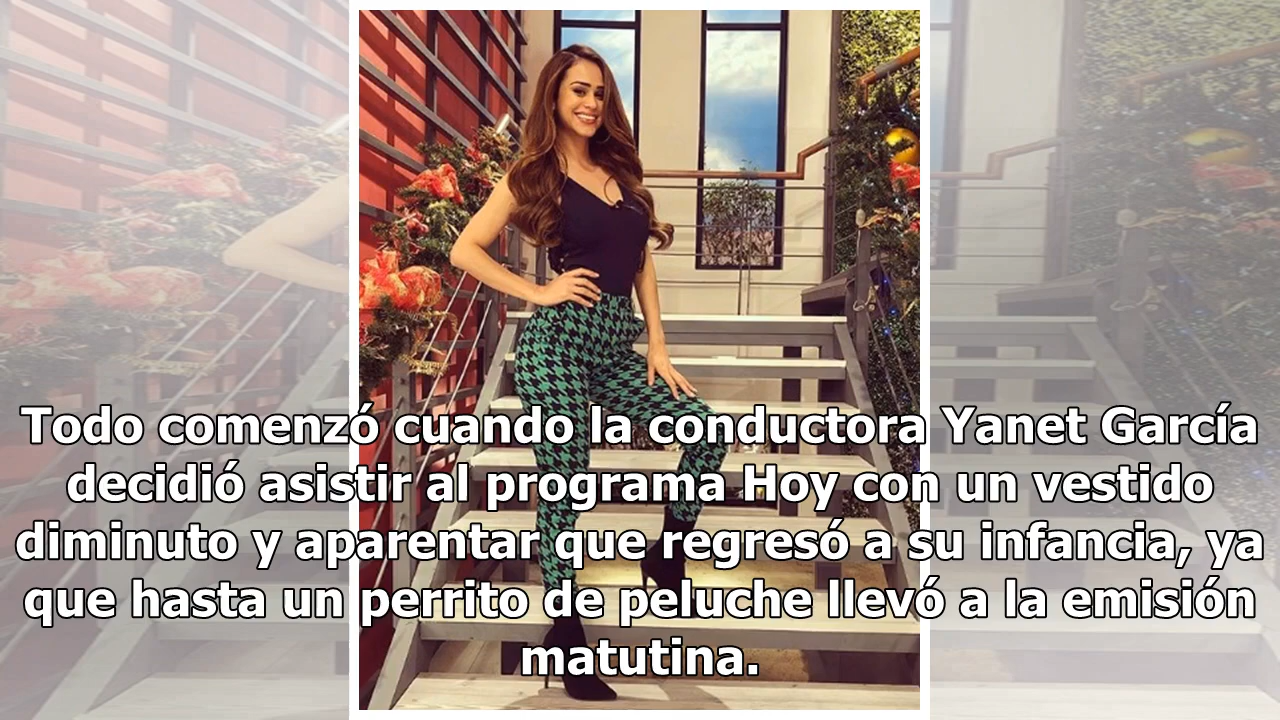 Todo comenzó cuando la conductora Yanet García
decidió asistir al programa Hoy con un vestido
diminuto y aparentar que regresó a su infancia, ya
que hasta un perrito de peluche llevó a la emisión
matutina.